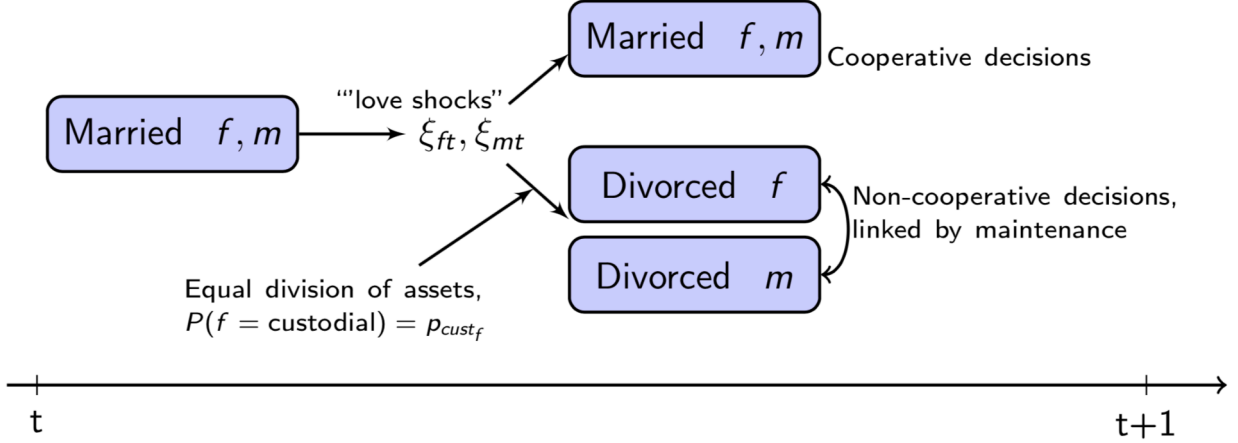 Married f, m
Cooperative decisions
"'love shocks"
Married f, m
ξ_{ft}, ξ_{mt}
Divorced f
Non-cooperative decisions,
linked by maintenance
Divorced m
Equal division of assets,
P(f = custodial) = p_{cust_f}
t
t+1